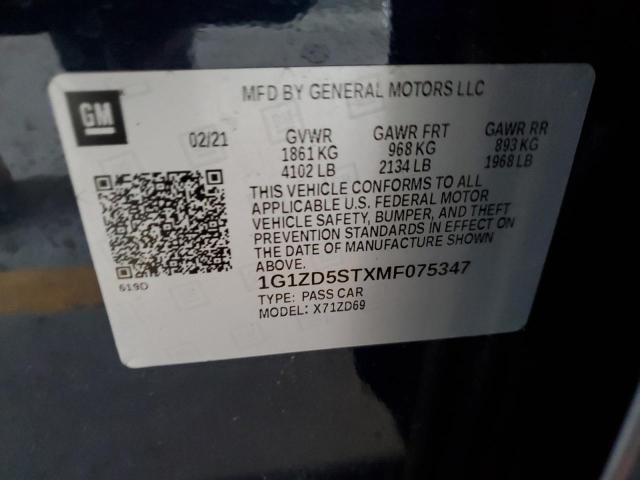 GM
MFD BY GENERAL MOTORS LLC
02/21 GVWR GAWR FRT GAWR RR
1861 KG 968 KG 893 KG
4102 LB 2134 LB 1968 LB
THIS VEHICLE CONFORMS TO ALL
APPLICABLE U.S. FEDERAL MOTOR
VEHICLE SAFETY, BUMPER, AND THEFT
PREVENTION STANDARDS IN EFFECT ON
THE DATE OF MANUFACTURE SHOWN ABOVE.
619D
1G1ZD5STXMF075347
TYPE: PASS CAR
MODEL: X71ZD69